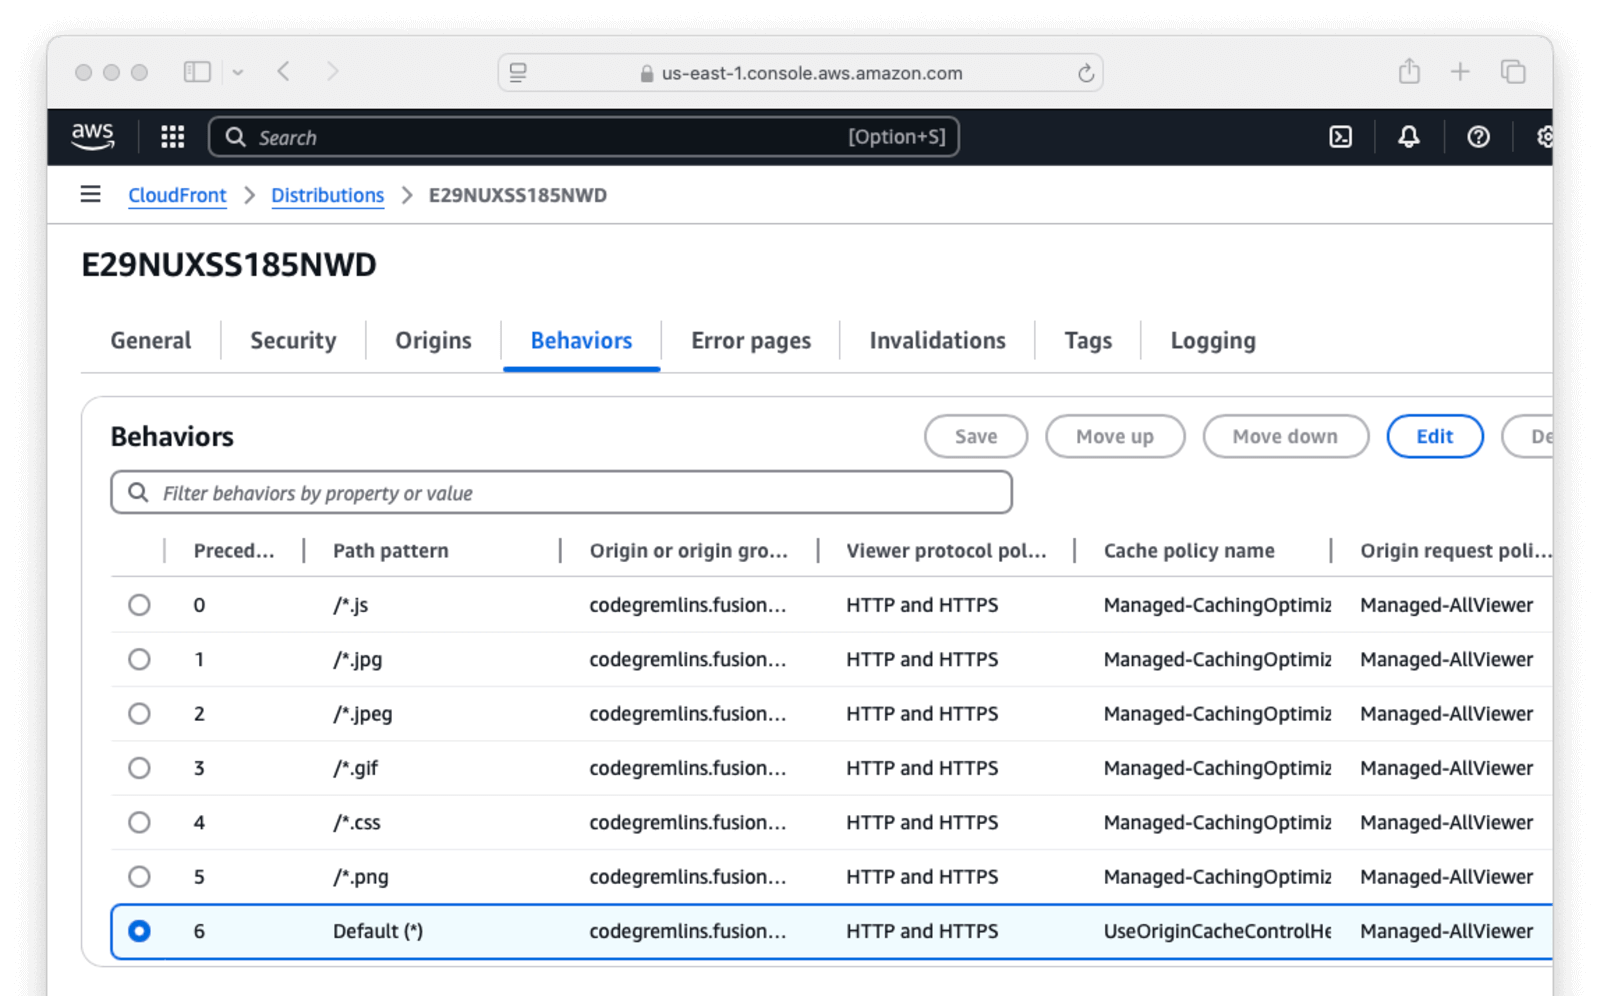 us-east-1.console.aws.amazon.com
aws Search [Option+S]
CloudFront Distributions E29NUXSS185NWD
E29NUXSS185NWD
General Security Origins Behaviors Error pages Invalidations Tags Logging
Behaviors Save Move up Move down Edit De
Filter behaviors by property or value
Preced... Path pattern Origin or origin gro... Viewer protocol pol... Cache policy name Origin request poli...
0 /*.js codegremlins.fusion... HTTP and HTTPS Managed-CachingOptimiz Managed-AllViewer
1 /*.jpg codegremlins.fusion... HTTP and HTTPS Managed-CachingOptimiz Managed-AllViewer
2 /*.jpeg codegremlins.fusion... HTTP and HTTPS Managed-CachingOptimiz Managed-AllViewer
3 /*.gif codegremlins.fusion... HTTP and HTTPS Managed-CachingOptimiz Managed-AllViewer
4 /*.css codegremlins.fusion... HTTP and HTTPS Managed-CachingOptimiz Managed-AllViewer
5 /*.png codegremlins.fusion... HTTP and HTTPS Managed-CachingOptimiz Managed-AllViewer
6 Default (*) codegremlins.fusion... HTTP and HTTPS UseOriginCacheControlHe Managed-AllViewer